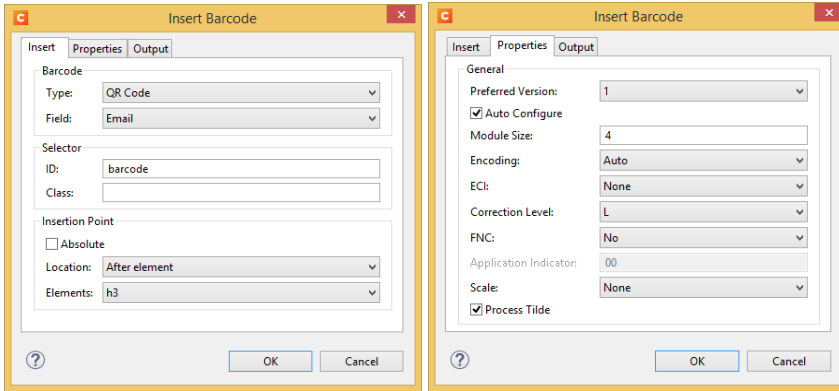 C Insert Barcode
Insert Properties Output
Barcode
Type: QR Code
Field: Email
Selector
ID: barcode
Class:
Insertion Point
Absolute
Location: After element
Elements: h3
? OK Cancel
C Insert Barcode
Insert Properties Output
General
Preferred Version: 1
Auto Configure
Module Size: 4
Encoding: Auto
ECI: None
Correction Level: L
FNC: No
Application Indicator: 00
Scale: None
Process Tilde
? OK Cancel